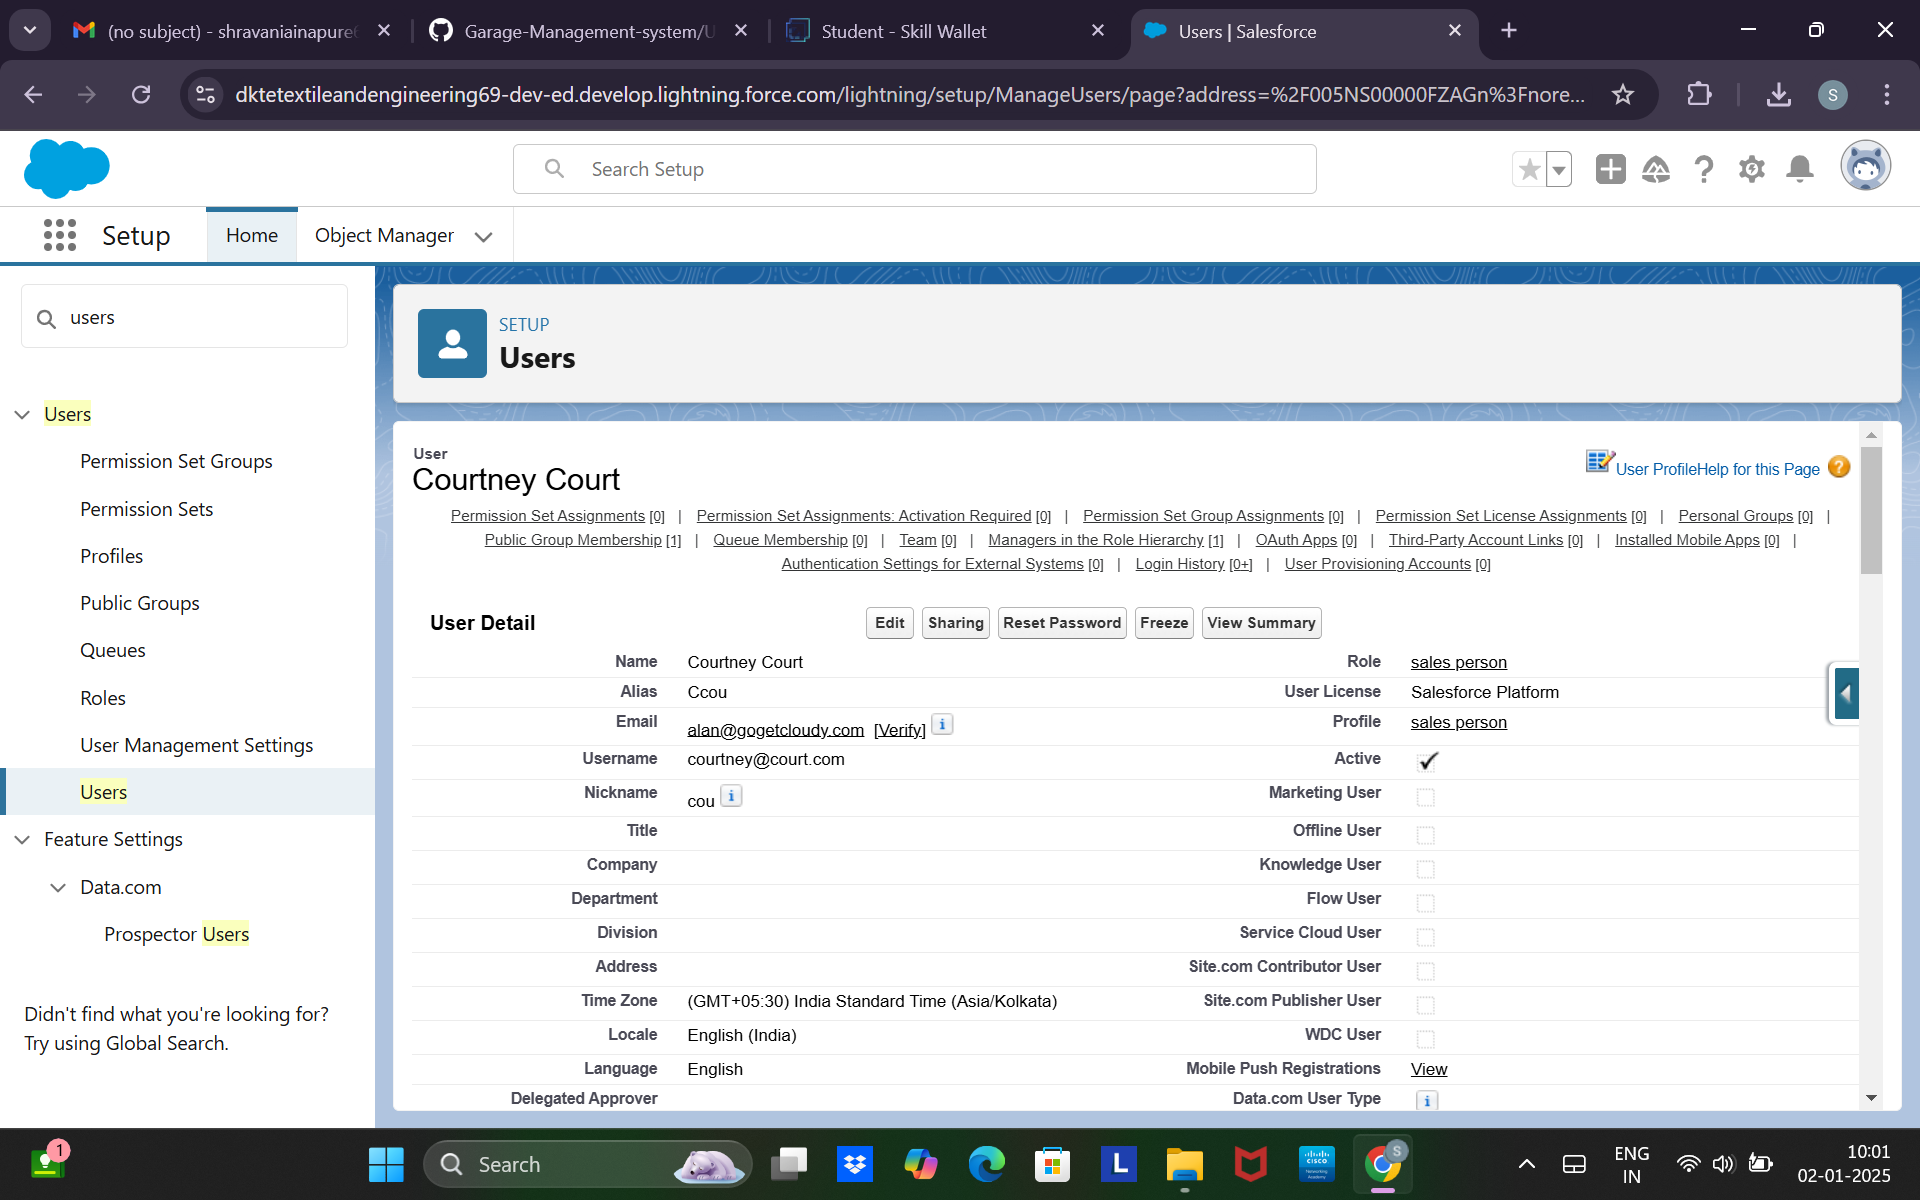 (no subject) - shravaniainapure6
Garage-Management-system/U
Student - Skill Wallet
Users | Salesforce
dktetextileandengineering69-dev-ed.develop.lightning.force.com/lightning/setup/ManageUsers/page?address=%2F005NS00000FZAGn%3Fnore...
S
Search Setup
Setup
Home
Object Manager
users
Users
Permission Set Groups
Permission Sets
Profiles
Public Groups
Queues
Roles
User Management Settings
Users
Feature Settings
Data.com
Prospector Users
Didn't find what you're looking for?
Try using Global Search.
SETUP
Users
User
Courtney Court
User Profile Help for this Page ?
Permission Set Assignments [0] | Permission Set Assignments: Activation Required [0] | Permission Set Group Assignments [0] | Permission Set License Assignments [0] | Personal Groups [0] |
Public Group Membership [1] | Queue Membership [0] | Team [0] | Managers in the Role Hierarchy [1] | OAuth Apps [0] | Third-Party Account Links [0] | Installed Mobile Apps [0] |
Authentication Settings for External Systems [0] | Login History [0+] | User Provisioning Accounts [0]
User Detail
Edit Sharing Reset Password Freeze View Summary
Name Courtney Court Role sales person
Alias Ccou User License Salesforce Platform
Email alan@gogetcloudy.com [Verify] i Profile sales person
Username courtney@court.com Active
Nickname cou i Marketing User
Title Offline User
Company Knowledge User
Department Flow User
Division Service Cloud User
Address Site.com Contributor User
Time Zone (GMT+05:30) India Standard Time (Asia/Kolkata) Site.com Publisher User
Locale English (India) WDC User
Language English Mobile Push Registrations View
Delegated Approver Data.com User Type i
1
Search
L
CISCO
S
ENG
IN
10:01
02-01-2025